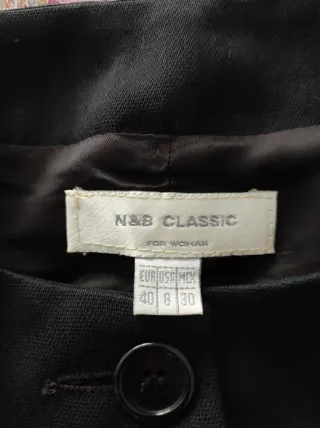 N&B CLASSIC
FOR WOMAN
EUR USA MEX
40 8 30